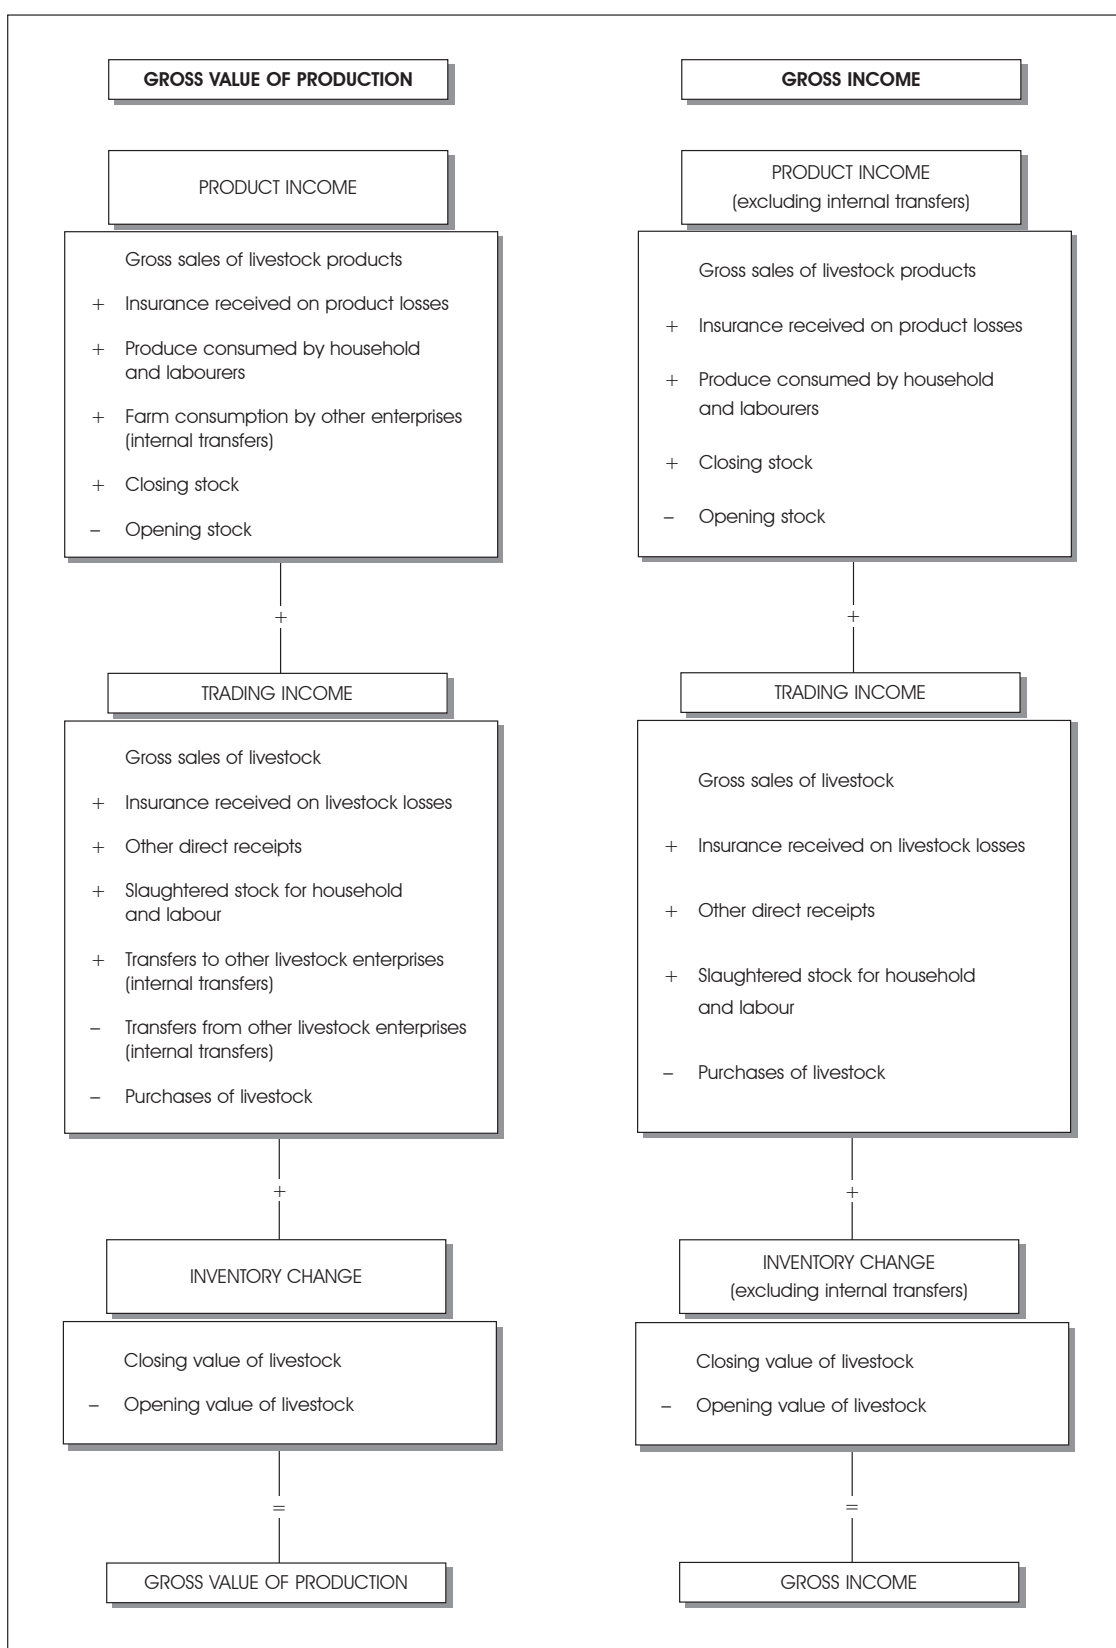 GROSS VALUE OF PRODUCTION
PRODUCT INCOME
Gross sales of livestock products
+ Insurance received on product losses
+ Produce consumed by household
and labourers
+ Farm consumption by other enterprises
(internal transfers)
+ Closing stock
– Opening stock
+
TRADING INCOME
Gross sales of livestock
+ Insurance received on livestock losses
+ Other direct receipts
+ Slaughtered stock for household
and labour
+ Transfers to other livestock enterprises
(internal transfers)
– Transfers from other livestock enterprises
(internal transfers)
– Purchases of livestock
+
INVENTORY CHANGE
Closing value of livestock
– Opening value of livestock
=
GROSS VALUE OF PRODUCTION
GROSS INCOME
PRODUCT INCOME
(excluding internal transfers)
Gross sales of livestock products
+ Insurance received on product losses
+ Produce consumed by household
and labourers
+ Closing stock
– Opening stock
+
TRADING INCOME
Gross sales of livestock
+ Insurance received on livestock losses
+ Other direct receipts
+ Slaughtered stock for household
and labour
– Purchases of livestock
+
INVENTORY CHANGE
(excluding internal transfers)
Closing value of livestock
– Opening value of livestock
=
GROSS INCOME